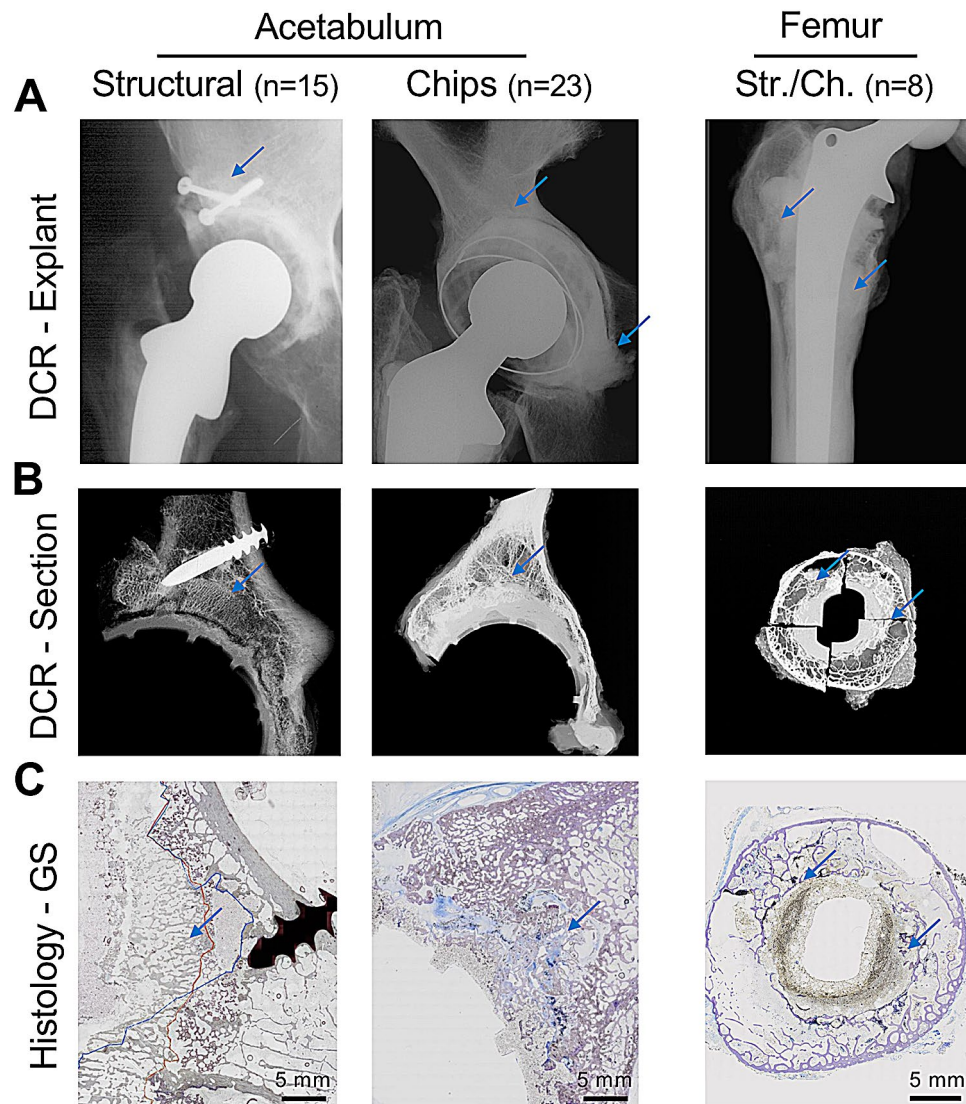 Acetabulum
Femur
Structural (n=15)
Chips (n=23)
Str./Ch. (n=8)
A
DCR - Explant
B
DCR - Section
C
Histology - GS
5 mm
5 mm
5 mm